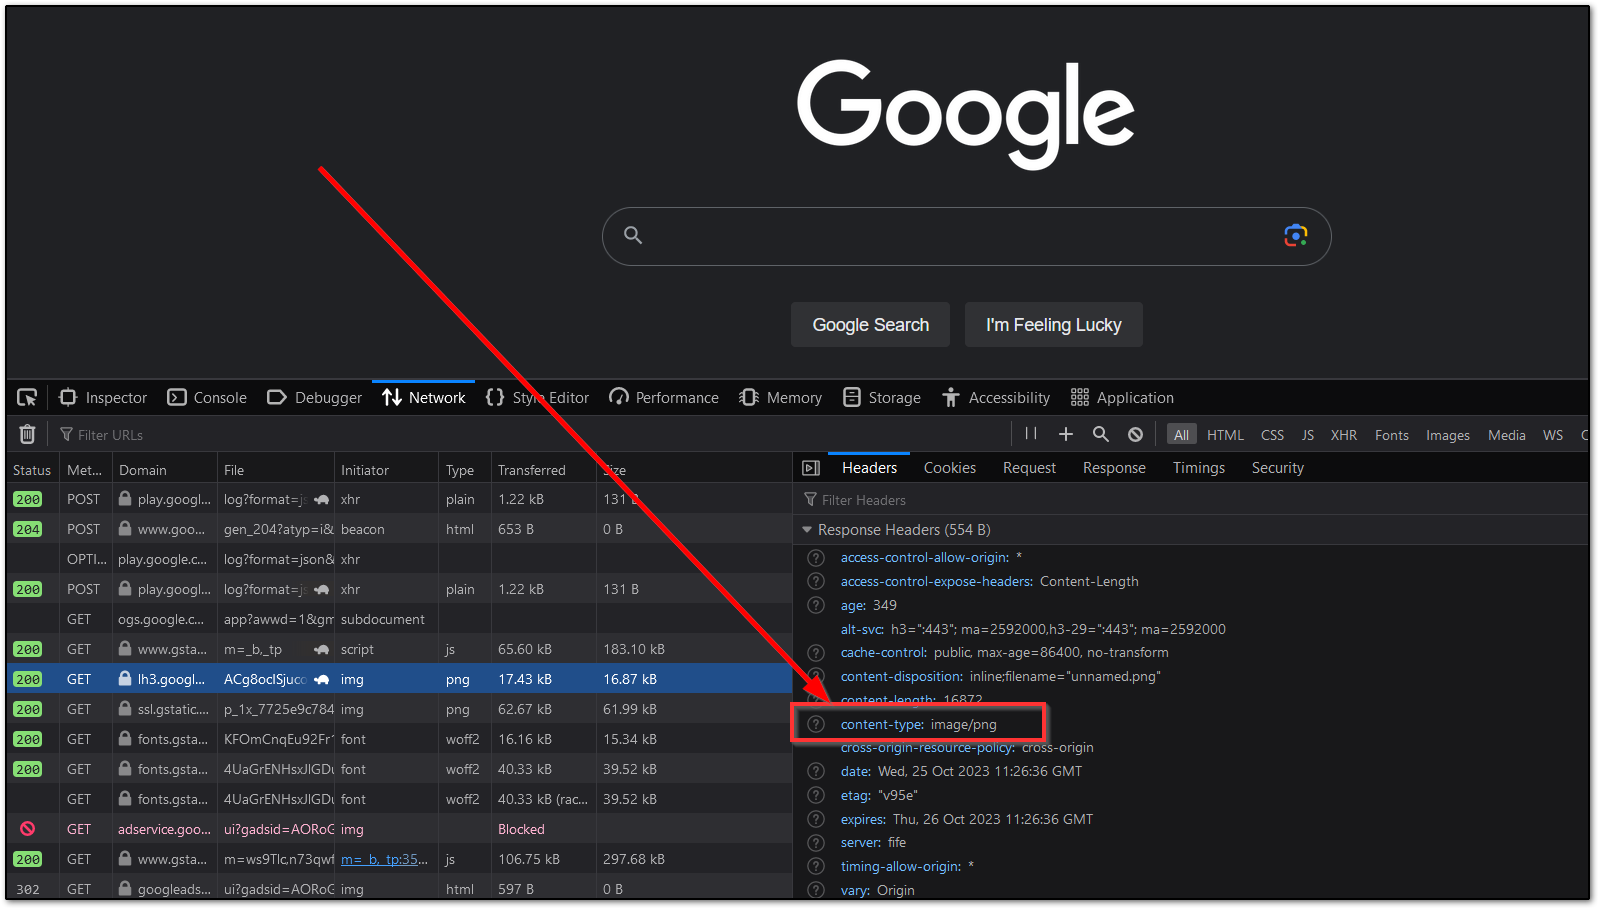 Google
Google Search
I'm Feeling Lucky
Inspector
Console
Debugger
Network
Style Editor
Performance
Memory
Storage
Accessibility
Application
Filter URLs
All HTML CSS JS XHR Fonts Images Media WS
Status Met... Domain File Initiator Type Transferred Size
200 POST play.googl... log?format=js xhr plain 1.22 kB 131 B
204 POST www.goo... gen_204?atyp=i& beacon html 653 B 0 B
OPTI... play.google.c... log?format=json& xhr
200 POST play.googl... log?format=js xhr plain 1.22 kB 131 B
GET ogs.google.c... app?awwd=1&gm subdocument
200 GET www.gsta... m=_b,_tp script js 65.60 kB 183.10 kB
200 GET lh3.googl... ACg8ocISjuco img png 17.43 kB 16.87 kB
200 GET ssl.gstatic.... p_1x_7725e9c784 img png 62.67 kB 61.99 kB
200 GET fonts.gsta... KFOmCnqEu92Fr1 font woff2 16.16 kB 15.34 kB
200 GET fonts.gsta... 4UaGrENHsxJlGDu font woff2 40.33 kB 39.52 kB
GET fonts.gsta... 4UaGrENHsxJlGDu font woff2 40.33 kB (rac... 39.52 kB
GET adservice.goo... ui?gadsid=AORoG img Blocked
200 GET www.gsta... m=ws9Tlc,n73qwf m=_b,_tp:35... js 106.75 kB 297.68 kB
302 GET googleads... ui?gadsid=AORoG img html 597 B 0 B
Headers Cookies Request Response Timings Security
Filter Headers
Response Headers (554 B)
access-control-allow-origin: *
access-control-expose-headers: Content-Length
age: 349
alt-svc: h3=":443"; ma=2592000,h3-29=":443"; ma=2592000
cache-control: public, max-age=86400, no-transform
content-disposition: inline;filename="unnamed.png"
content-length: 16872
content-type: image/png
cross-origin-resource-policy: cross-origin
date: Wed, 25 Oct 2023 11:26:36 GMT
etag: "v95e"
expires: Thu, 26 Oct 2023 11:26:36 GMT
server: fife
timing-allow-origin: *
vary: Origin